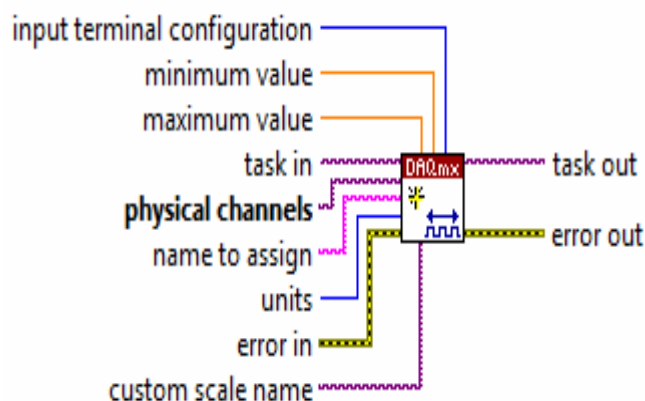 input terminal configuration
minimum value
maximum value
task in
DAQmx
task out
physical channels
name to assign
error out
units
error in
custom scale name